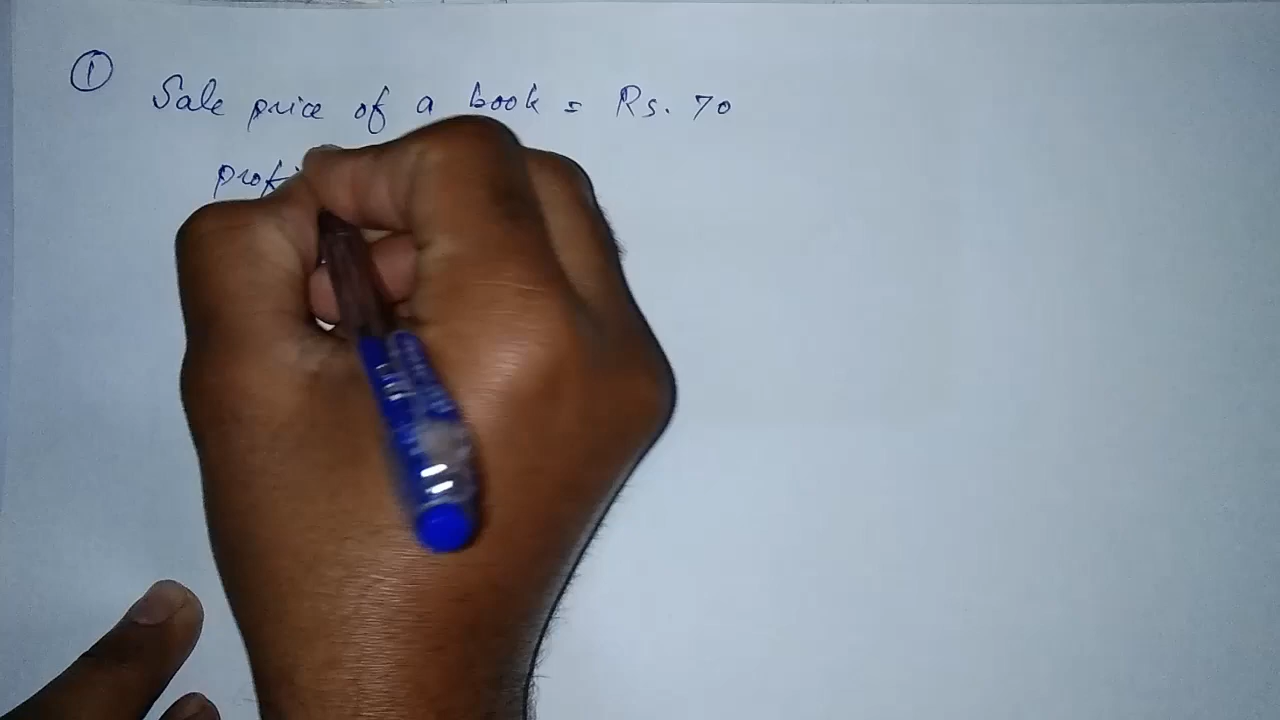 ① Sale price of a book = Rs. 70